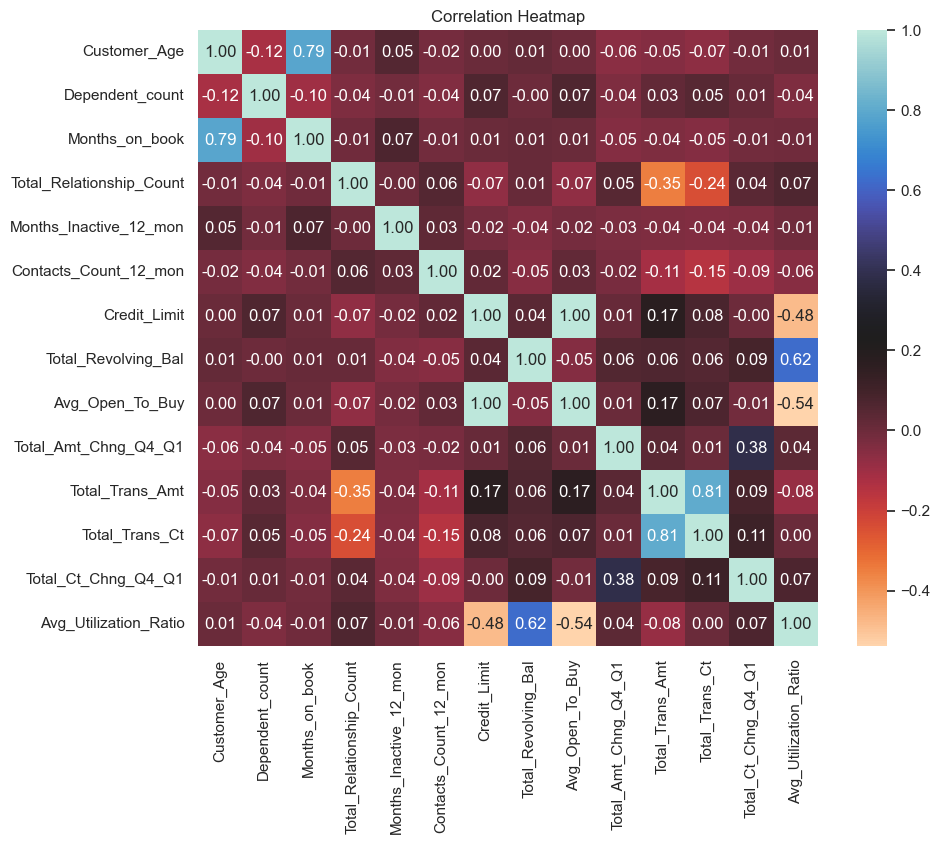 Correlation Heatmap
Customer_Age 1.00 -0.12 0.79 -0.01 0.05 -0.02 0.00 0.01 0.00 -0.06 -0.05 -0.07 -0.01 0.01
Dependent_count -0.12 1.00 -0.10 -0.04 -0.01 -0.04 0.07 -0.00 0.07 -0.04 0.03 0.05 0.01 -0.04
Months_on_book 0.79 -0.10 1.00 -0.01 0.07 -0.01 0.01 0.01 0.01 -0.05 -0.04 -0.05 -0.01 -0.01
Total_Relationship_Count -0.01 -0.04 -0.01 1.00 -0.00 0.06 -0.07 0.01 -0.07 0.05 -0.35 -0.24 0.04 0.07
Months_Inactive_12_mon 0.05 -0.01 0.07 -0.00 1.00 0.03 -0.02 -0.04 -0.02 -0.03 -0.04 -0.04 -0.04 -0.01
Contacts_Count_12_mon -0.02 -0.04 -0.01 0.06 0.03 1.00 0.02 -0.05 0.03 -0.02 -0.11 -0.15 -0.09 -0.06
Credit_Limit 0.00 0.07 0.01 -0.07 -0.02 0.02 1.00 0.04 1.00 0.01 0.17 0.08 -0.00 -0.48
Total_Revolving_Bal 0.01 -0.00 0.01 0.01 -0.04 -0.05 0.04 1.00 -0.05 0.06 0.06 0.06 0.09 0.62
Avg_Open_To_Buy 0.00 0.07 0.01 -0.07 -0.02 0.03 1.00 -0.05 1.00 0.01 0.17 0.07 -0.01 -0.54
Total_Amt_Chng_Q4_Q1 -0.06 -0.04 -0.05 0.05 -0.03 -0.02 0.01 0.06 0.01 1.00 0.04 0.01 0.38 0.04
Total_Trans_Amt -0.05 0.03 -0.04 -0.35 -0.04 -0.11 0.17 0.06 0.17 0.04 1.00 0.81 0.09 -0.08
Total_Trans_Ct -0.07 0.05 -0.05 -0.24 -0.04 -0.15 0.08 0.06 0.07 0.01 0.81 1.00 0.11 0.00
Total_Ct_Chng_Q4_Q1 -0.01 0.01 -0.01 0.04 -0.04 -0.09 -0.00 0.09 -0.01 0.38 0.09 0.11 1.00 0.07
Avg_Utilization_Ratio 0.01 -0.04 -0.01 0.07 -0.01 -0.06 -0.48 0.62 -0.54 0.04 -0.08 0.00 0.07 1.00
Customer_Age
Dependent_count
Months_on_book
Total_Relationship_Count
Months_Inactive_12_mon
Contacts_Count_12_mon
Credit_Limit
Total_Revolving_Bal
Avg_Open_To_Buy
Total_Amt_Chng_Q4_Q1
Total_Trans_Amt
Total_Trans_Ct
Total_Ct_Chng_Q4_Q1
Avg_Utilization_Ratio
1.0
0.8
0.6
0.4
0.2
0.0
−0.2
−0.4